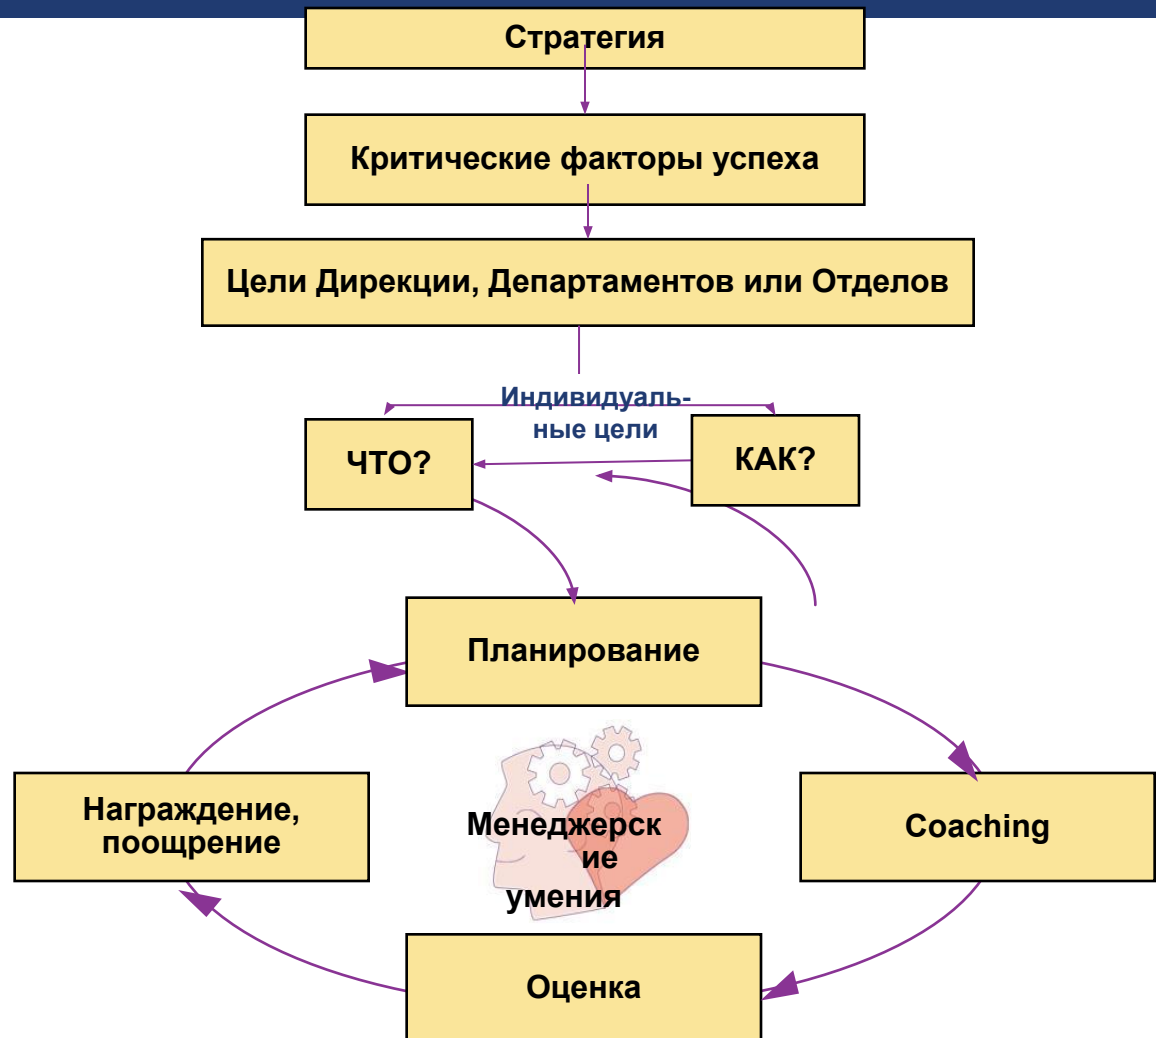 Стратегия
Критические факторы успеха
Цели Дирекции, Департаментов или Отделов
Индивидуаль-
ные цели
ЧТО?
КАК?
Планирование
Награждение,
поощрение
Менеджерск
ие
умения
Coaching
Оценка